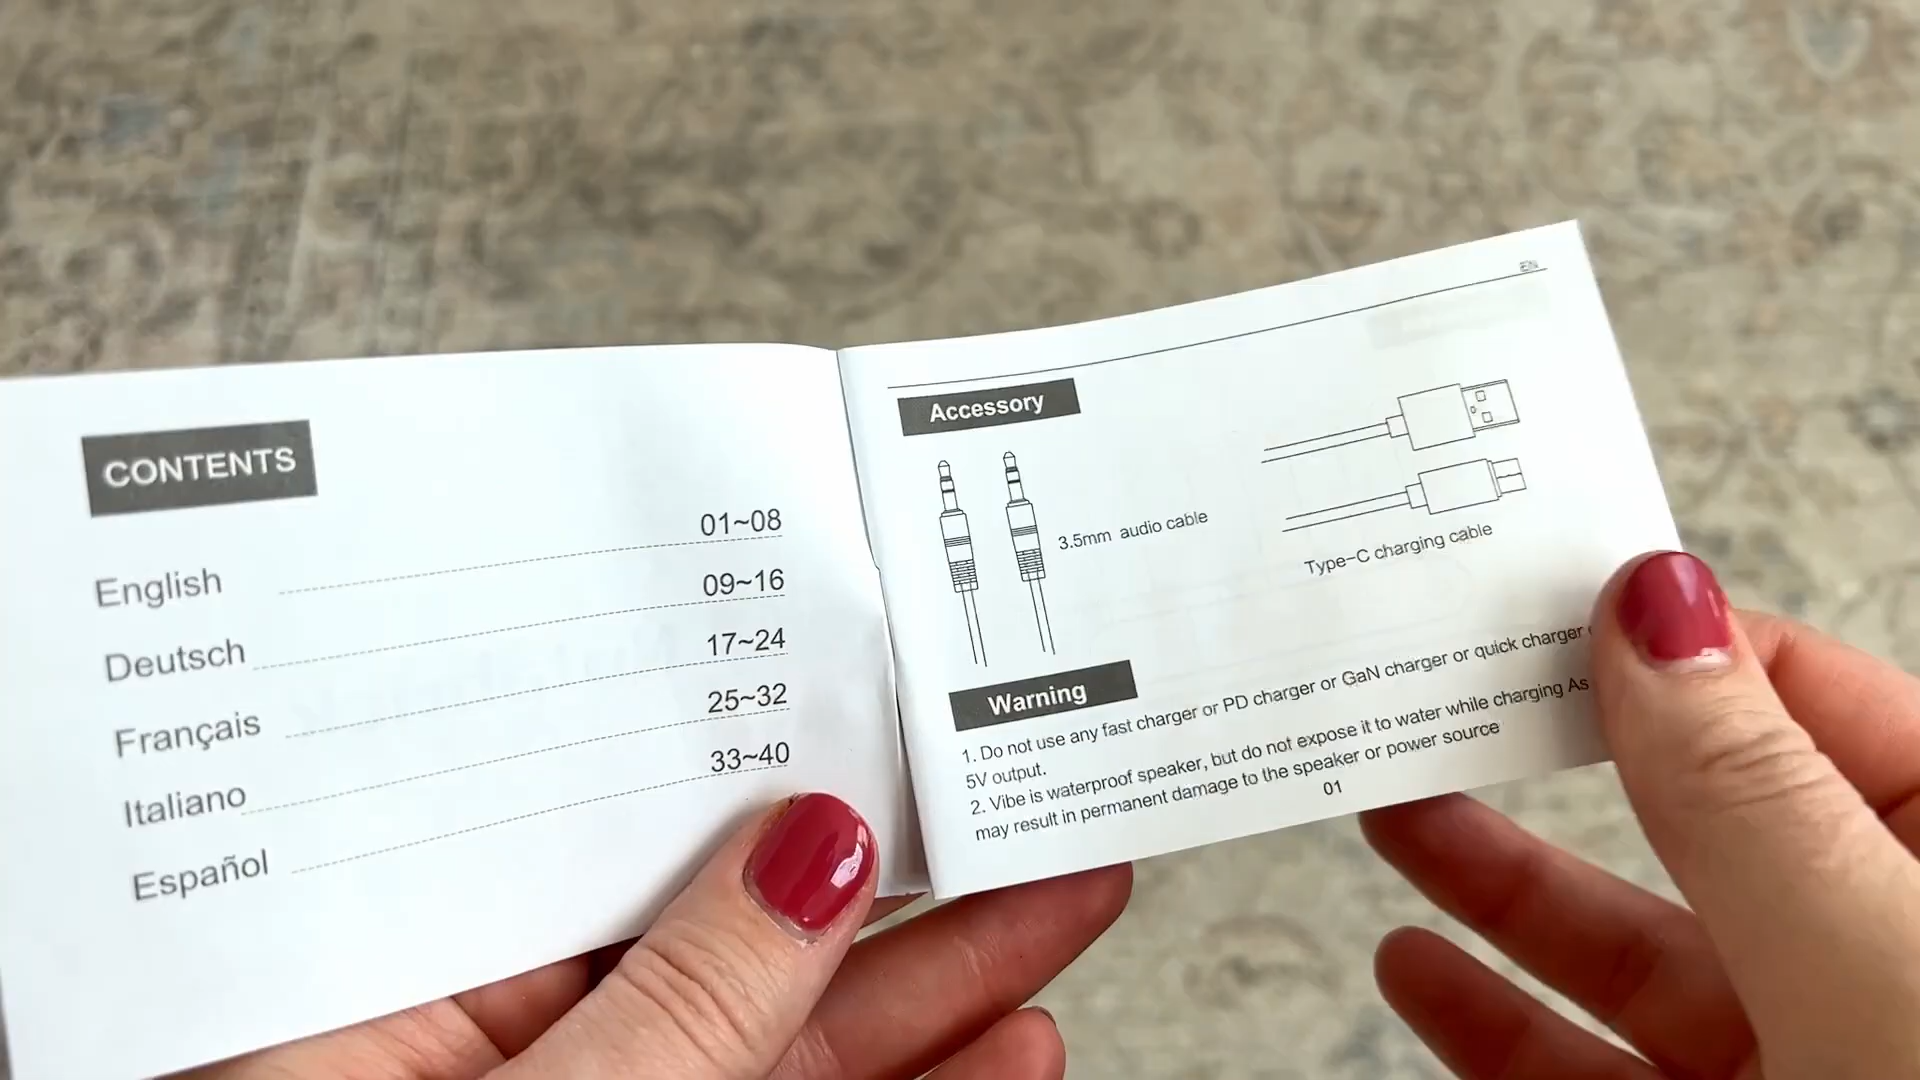 CONTENTS
English 01~08
Deutsch 09~16
Français 17~24
Italiano 25~32
Español 33~40
EN
Accessory
3.5mm audio cable
Type-C charging cable
Warning
1. Do not use any fast charger or PD charger or GaN charger or quick charger
5V output.
2. Vibe is waterproof speaker, but do not expose it to water while charging As
may result in permanent damage to the speaker or power source
01